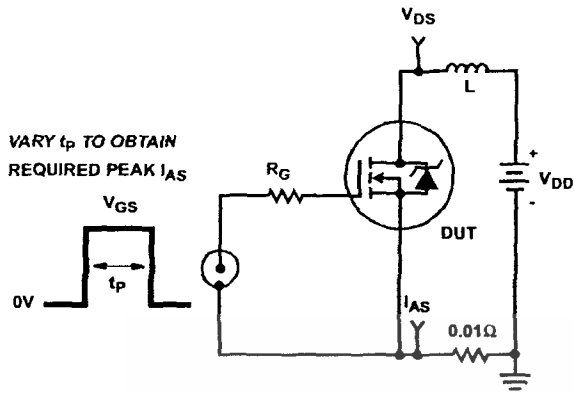 VDS
L
VARY tP TO OBTAIN
REQUIRED PEAK IAS
RG
+
VDD
-
VGS
DUT
tP
0V
IAS
0.01Ω